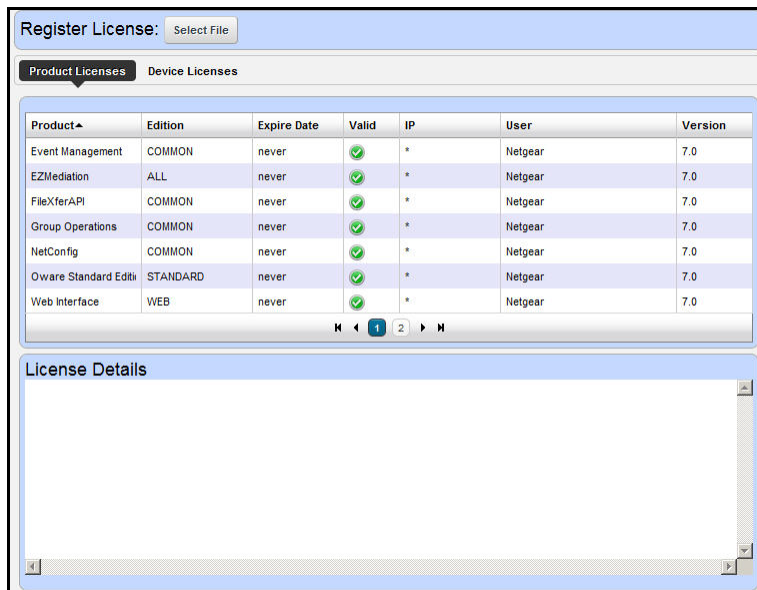 Register License: Select File
Product Licenses Device Licenses
Product Edition Expire Date Valid IP User Version
Event Management COMMON never * Netgear 7.0
EZMediation ALL never * Netgear 7.0
FileXferAPI COMMON never * Netgear 7.0
Group Operations COMMON never * Netgear 7.0
NetConfig COMMON never * Netgear 7.0
Oware Standard Editi STANDARD never * Netgear 7.0
Web Interface WEB never * Netgear 7.0
1 2
License Details